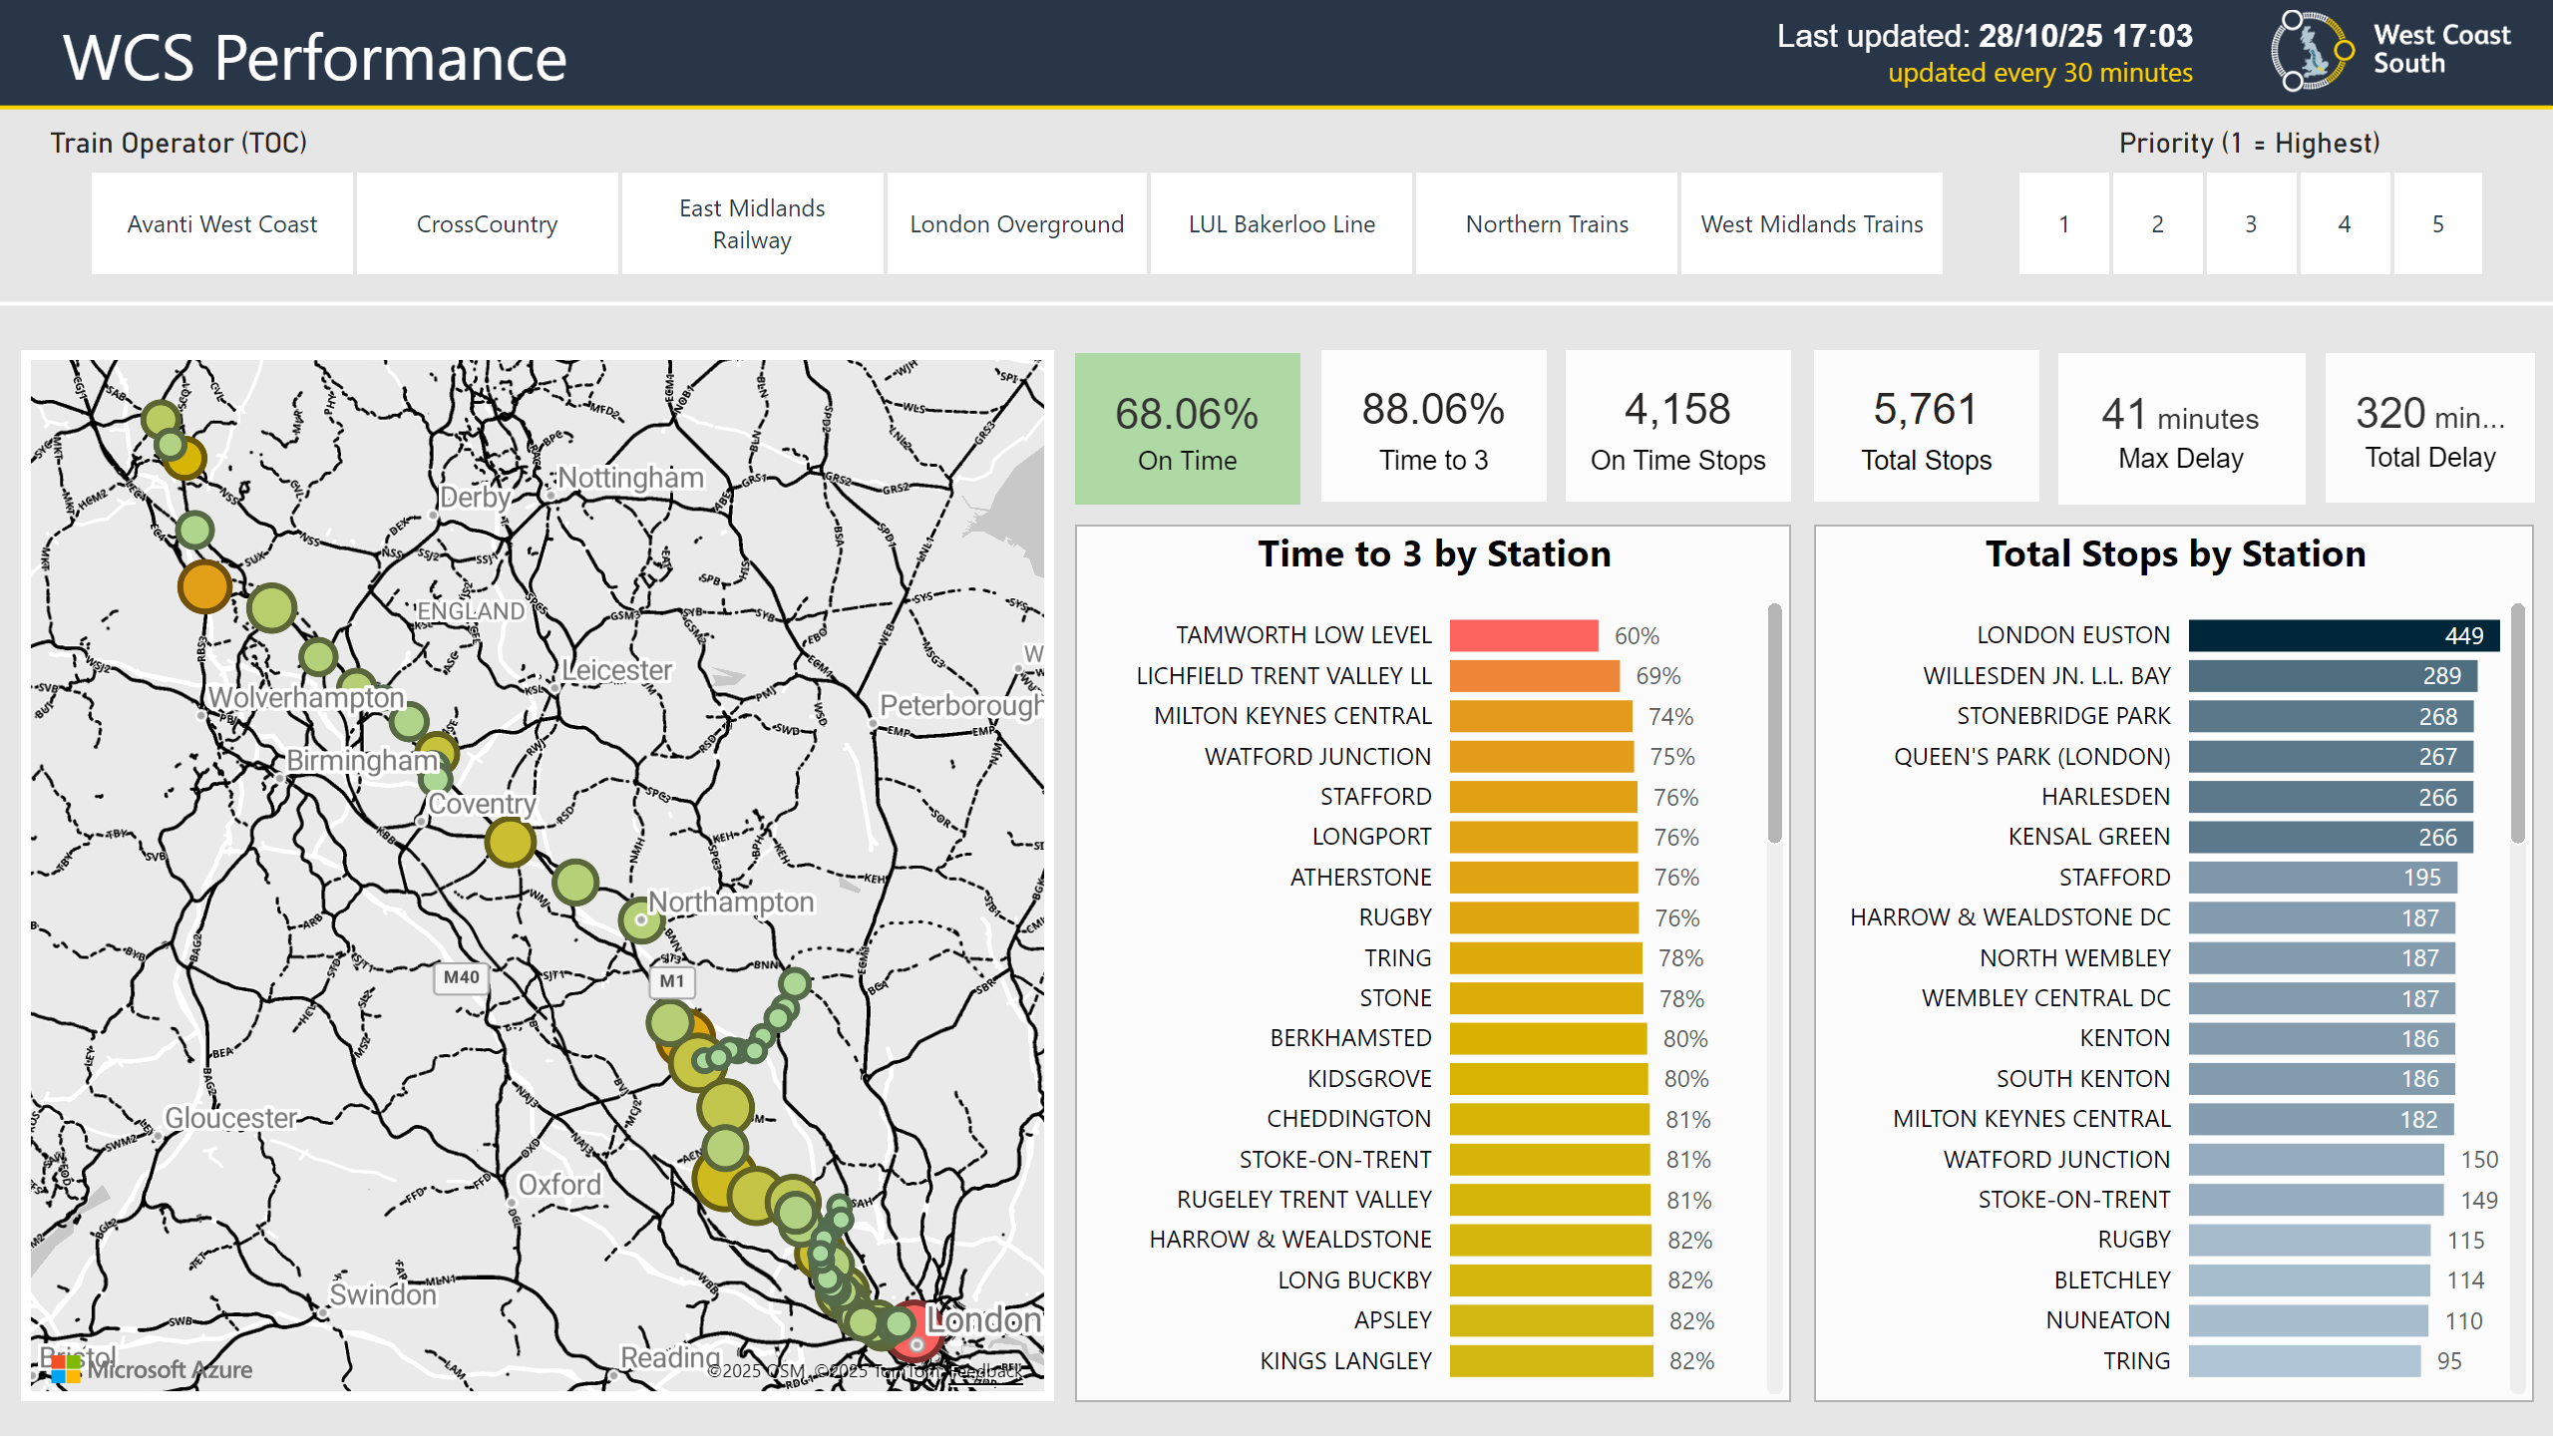 WCS Performance
Last updated: 28/10/25 17:03
updated every 30 minutes
West Coast
South
Train Operator (TOC)
Priority (1 = Highest)
Avanti West Coast
CrossCountry
East Midlands
Railway
London Overground
LUL Bakerloo Line
Northern Trains
West Midlands Trains
1
2
3
4
5
68.06%
On Time
88.06%
Time to 3
4,158
On Time Stops
5,761
Total Stops
41 minutes
Max Delay
320 min...
Total Delay
Nottingham
Derby
ENGLAND
Leicester
Wolverhampton
Peterborough
Birmingham
Coventry
Northampton
M40
M1
Gloucester
Oxford
Swindon
London
Reading
Bristol
Microsoft Azure
©2025 OSM, ©2025 TomTom Feedback
Time to 3 by Station
TAMWORTH LOW LEVEL 60%
LICHFIELD TRENT VALLEY LL 69%
MILTON KEYNES CENTRAL 74%
WATFORD JUNCTION 75%
STAFFORD 76%
LONGPORT 76%
ATHERSTONE 76%
RUGBY 76%
TRING 78%
STONE 78%
BERKHAMSTED 80%
KIDSGROVE 80%
CHEDDINGTON 81%
STOKE-ON-TRENT 81%
RUGELEY TRENT VALLEY 81%
HARROW & WEALDSTONE 82%
LONG BUCKBY 82%
APSLEY 82%
KINGS LANGLEY 82%
Total Stops by Station
LONDON EUSTON 449
WILLESDEN JN. L.L. BAY 289
STONEBRIDGE PARK 268
QUEEN'S PARK (LONDON) 267
HARLESDEN 266
KENSAL GREEN 266
STAFFORD 195
HARROW & WEALDSTONE DC 187
NORTH WEMBLEY 187
WEMBLEY CENTRAL DC 187
KENTON 186
SOUTH KENTON 186
MILTON KEYNES CENTRAL 182
WATFORD JUNCTION 150
STOKE-ON-TRENT 149
RUGBY 115
BLETCHLEY 114
NUNEATON 110
TRING 95